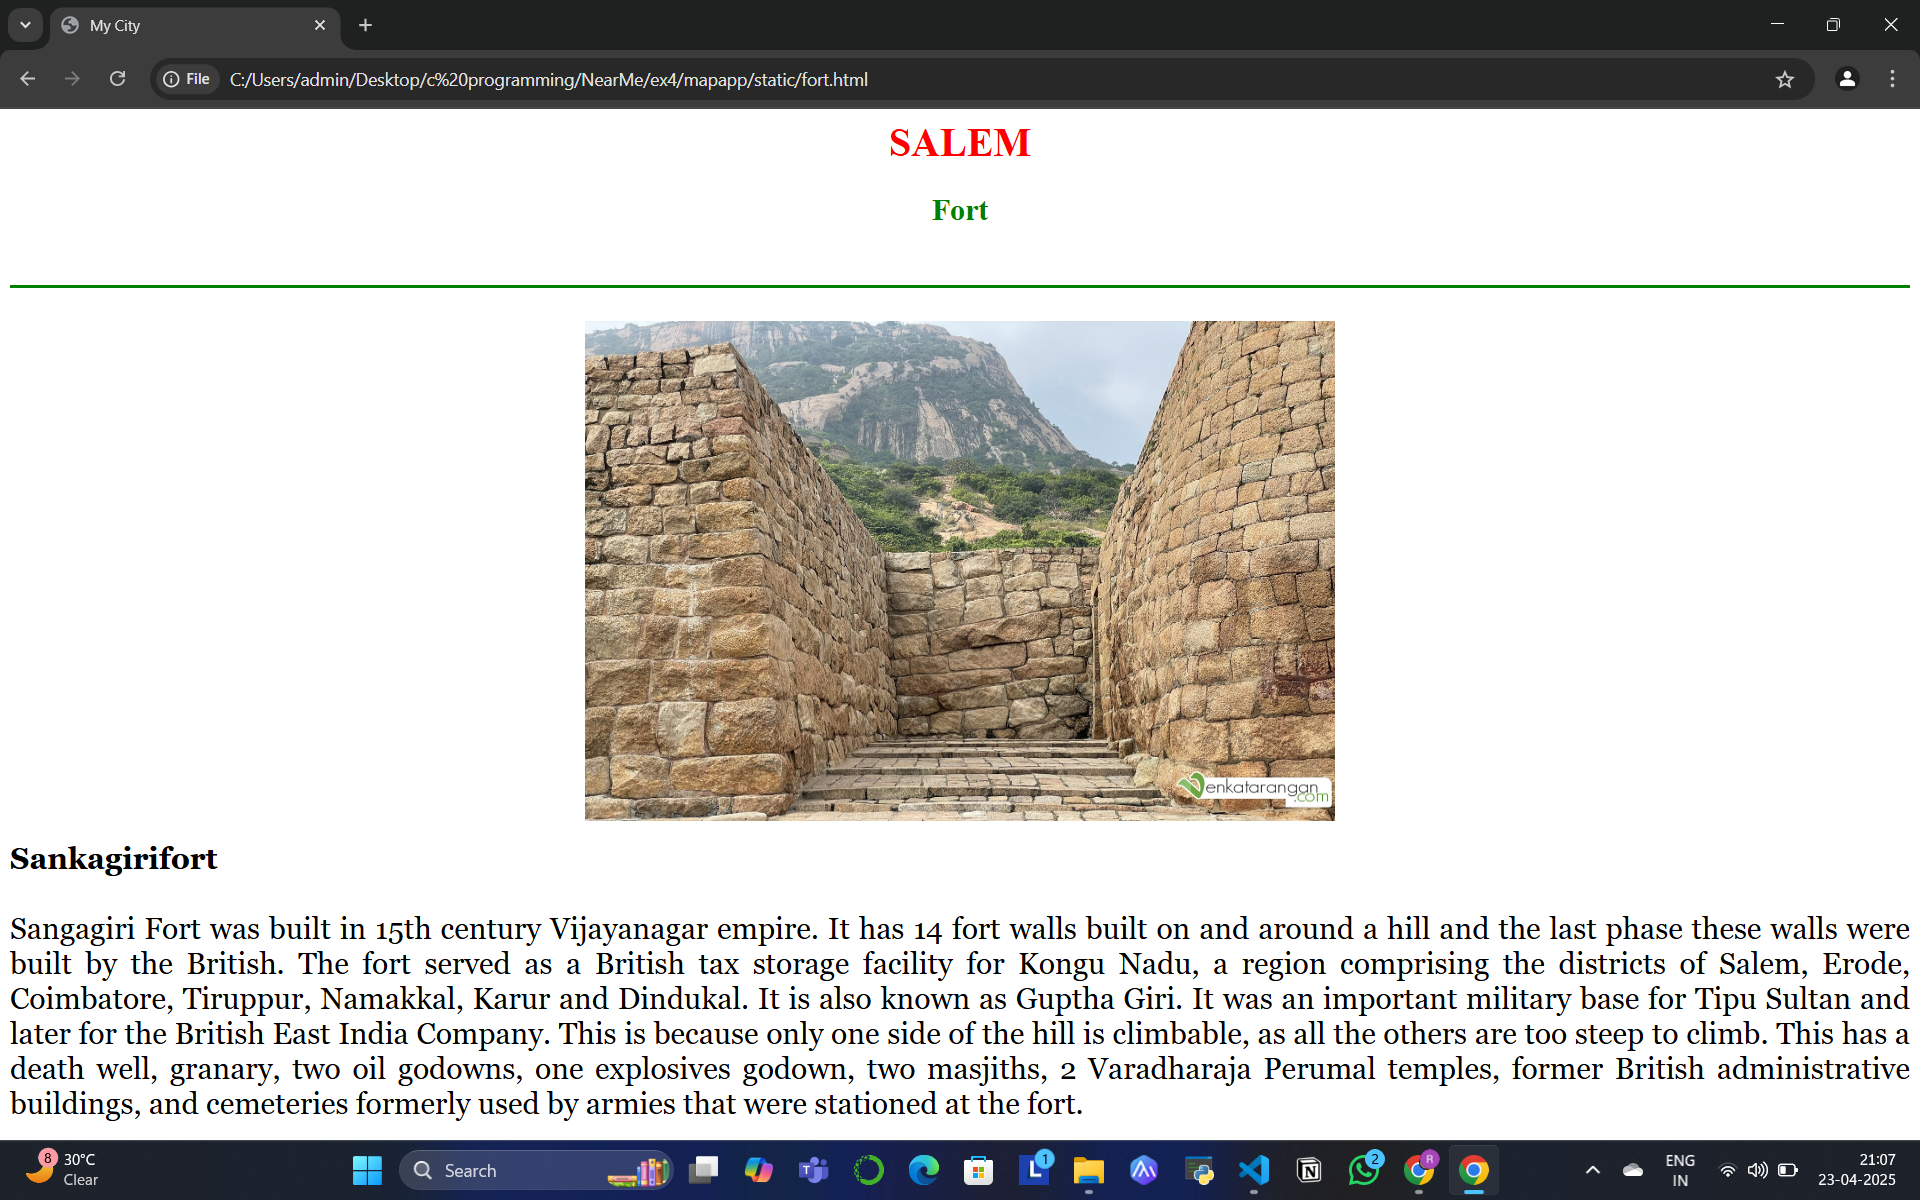 My City
File
C:/Users/admin/Desktop/c%20programming/NearMe/ex4/mapapp/static/fort.html
SALEM
Fort
enkatarangan
.com
Sankagirifort
Sangagiri Fort was built in 15th century Vijayanagar empire. It has 14 fort walls built on and around a hill and the last phase these walls were
built by the British. The fort served as a British tax storage facility for Kongu Nadu, a region comprising the districts of Salem, Erode,
Coimbatore, Tiruppur, Namakkal, Karur and Dindukal. It is also known as Guptha Giri. It was an important military base for Tipu Sultan and
later for the British East India Company. This is because only one side of the hill is climbable, as all the others are too steep to climb. This has a
death well, granary, two oil godowns, one explosives godown, two masjiths, 2 Varadharaja Perumal temples, former British administrative
buildings, and cemeteries formerly used by armies that were stationed at the fort.
8
30°C
Clear
Search
T
L
1
2
R
ENG
IN
21:07
23-04-2025